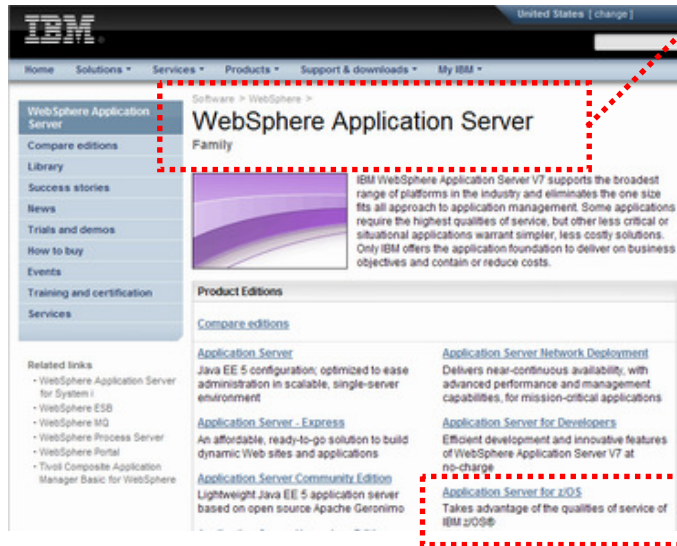 United States [ change ]
IBM®
Home Solutions Services Products Support & downloads My IBM
WebSphere Application
Server
Compare editions
Library
Success stories
News
Trials and demos
How to buy
Events
Training and certification
Services
Related links
· WebSphere Application Server
for System i
· WebSphere ESB
· WebSphere MQ
· WebSphere Process Server
· WebSphere Portal
· Tivoli Composite Application
Manager Basic for WebSphere
Software > WebSphere >
WebSphere Application Server
Family
IBM WebSphere Application Server V7 supports the broadest
range of platforms in the industry and eliminates the one size
fits all approach to application management. Some applications
require the highest qualities of service, but other less critical or
situational applications warrant simpler, less costly solutions.
Only IBM offers the application foundation to deliver on business
objectives and contain or reduce costs.
Product Editions
Compare editions
Application Server
Java EE 5 configuration; optimized to ease
administration in scalable, single-server
environment
Application Server - Express
An affordable, ready-to-go solution to build
dynamic Web sites and applications
Application Server Community Edition
Lightweight Java EE 5 application server
based on open source Apache Geronimo
Application Server Network Deployment
Delivers near-continuous availability, with
advanced performance and management
capabilities, for mission-critical applications
Application Server for Developers
Efficient development and innovative features
of WebSphere Application Server V7 at
no-charge
Application Server for z/OS
Takes advantage of the qualities of service of
IBM z/OS®